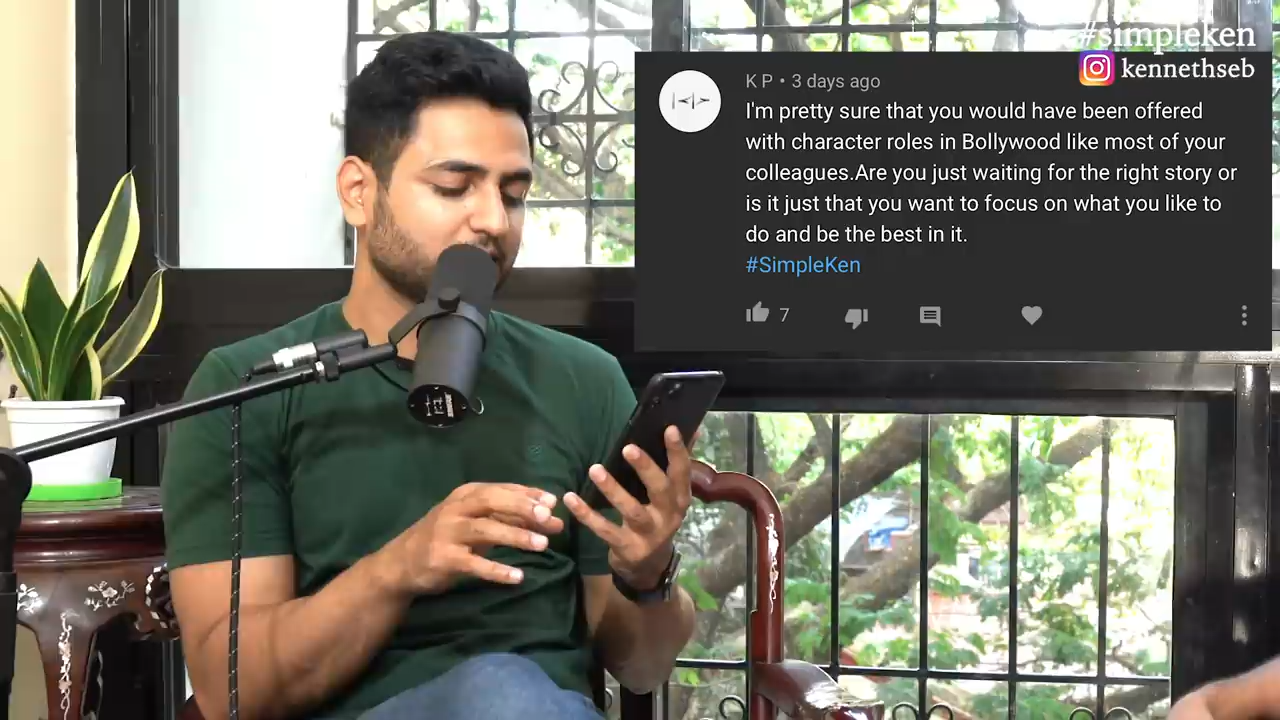 #simpleken
kennethseb
K P • 3 days ago
I'm pretty sure that you would have been offered
with character roles in Bollywood like most of your
colleagues.Are you just waiting for the right story or
is it just that you want to focus on what you like to
do and be the best in it.
#SimpleKen
7